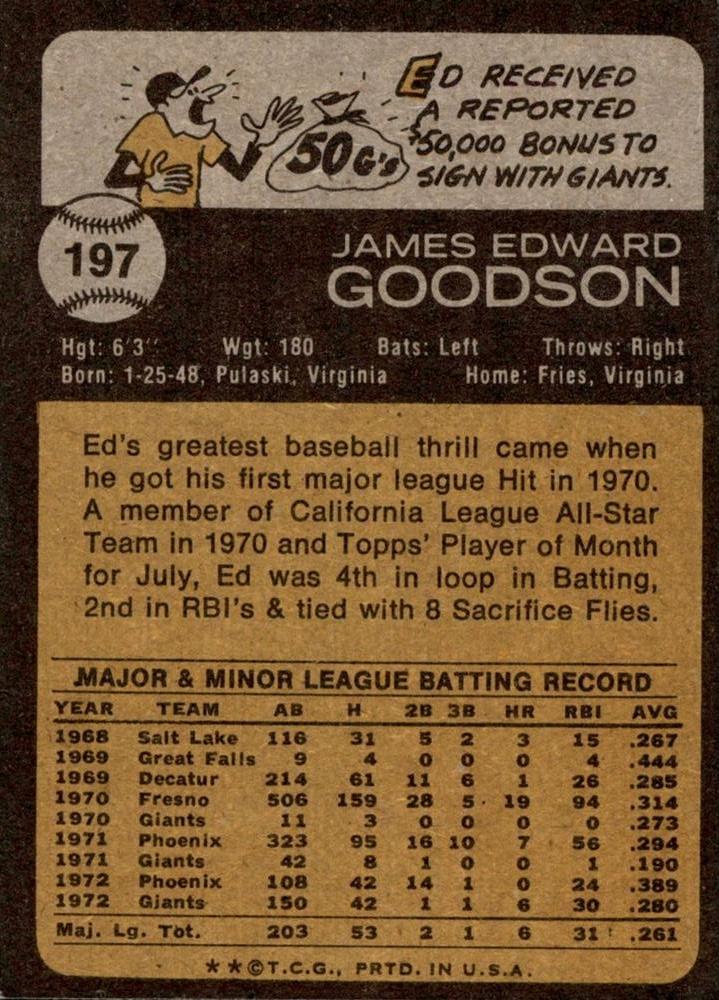 50 G's
ED RECEIVED
A REPORTED
$50,000 BONUS TO
SIGN WITH GIANTS.
197
JAMES EDWARD
GOODSON
Hgt: 6'3" Wgt: 180 Bats: Left Throws: Right
Born: 1-25-48, Pulaski, Virginia Home: Fries, Virginia
Ed's greatest baseball thrill came when
he got his first major league Hit in 1970.
A member of California League All-Star
Team in 1970 and Topps' Player of Month
for July, Ed was 4th in loop in Batting,
2nd in RBI's & tied with 8 Sacrifice Flies.
MAJOR & MINOR LEAGUE BATTING RECORD
YEAR TEAM AB H 2B 3B HR RBI AVG
1968 Salt Lake 116 31 5 2 3 15 .267
1969 Great Falls 9 4 0 0 0 4 .444
1969 Decatur 214 61 11 6 1 26 .285
1970 Fresno 506 159 28 5 19 94 .314
1970 Giants 11 3 0 0 0 0 .273
1971 Phoenix 323 95 16 10 7 56 .294
1971 Giants 42 8 1 0 0 1 .190
1972 Phoenix 108 42 14 1 0 24 .389
1972 Giants 150 42 1 1 6 30 .280
Maj. Lg. Tot. 203 53 2 1 6 31 .261
**©T.C.G., PRTD. IN U.S.A.